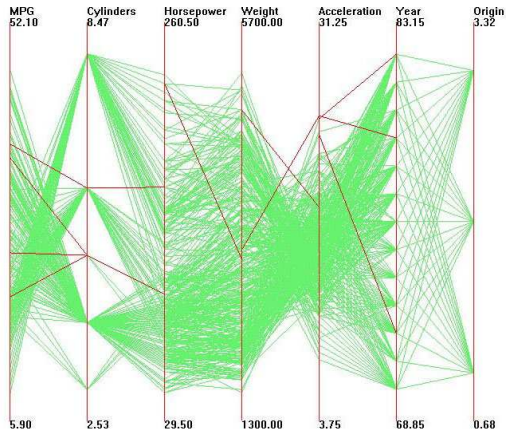 MPG Cylinders Horsepower Weight Acceleration Year Origin
52.10 8.47 260.50 5700.00 31.25 83.15 3.32
5.90 2.53 29.50 1300.00 3.75 68.85 0.68